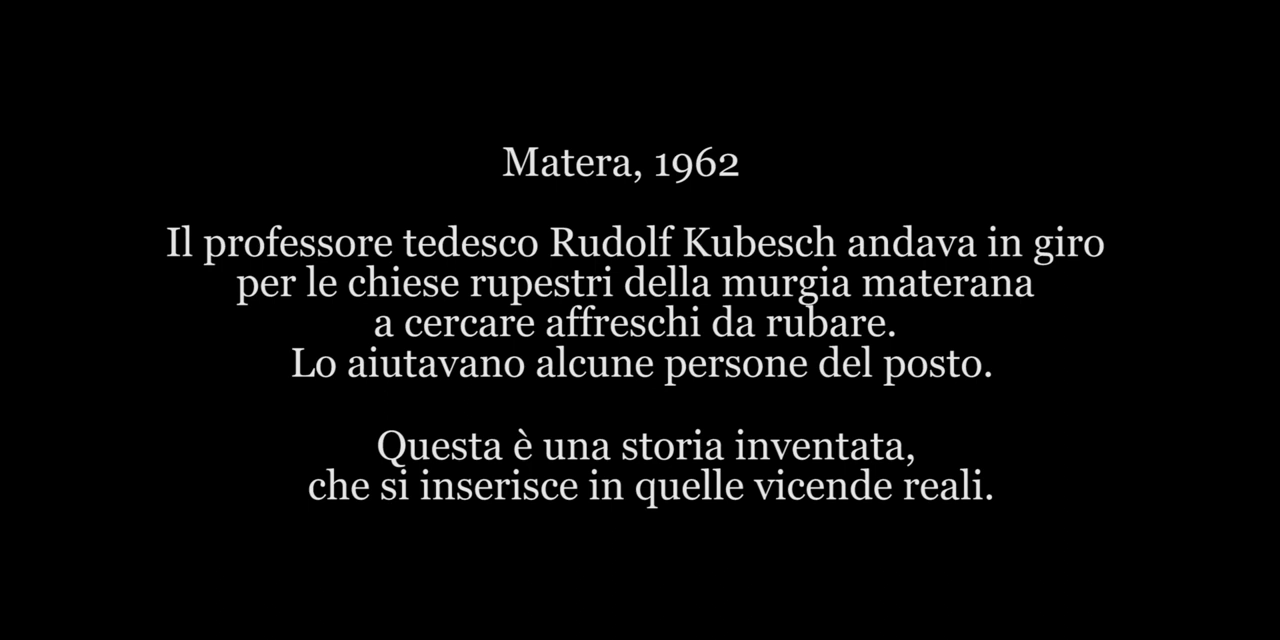 Matera, 1962
Il professore tedesco Rudolf Kubesch andava in giro
per le chiese rupestri della murgia materana
a cercare affreschi da rubare.
Lo aiutavano alcune persone del posto.
Questa è una storia inventata,
che si inserisce in quelle vicende reali.